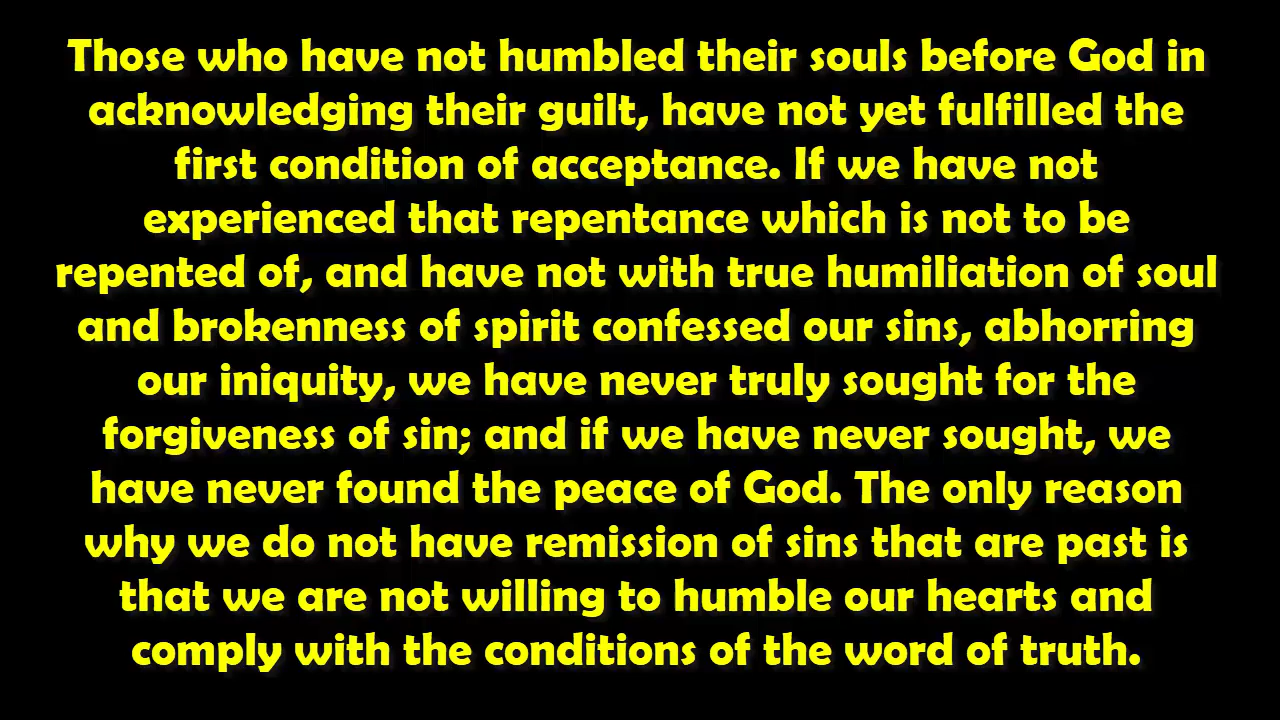 Those who have not humbled their souls before God in
acknowledging their guilt, have not yet fulfilled the
first condition of acceptance. If we have not
experienced that repentance which is not to be
repented of, and have not with true humiliation of soul
and brokenness of spirit confessed our sins, abhorring
our iniquity, we have never truly sought for the
forgiveness of sin; and if we have never sought, we
have never found the peace of God. The only reason
why we do not have remission of sins that are past is
that we are not willing to humble our hearts and
comply with the conditions of the word of truth.